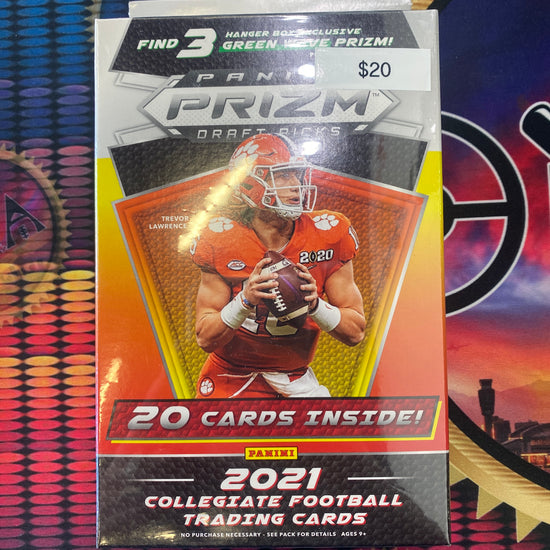 FIND 3 HANGER BOX EXCLUSIVE
GREEN WAVE PRIZM!
$20
PANINI
PRIZM™
DRAFT PICKS
TREVOR
LAWRENCE
2020
20 CARDS INSIDE!
PANINI
2021
COLLEGIATE FOOTBALL
TRADING CARDS
NO PURCHASE NECESSARY - SEE PACK FOR DETAILS AGES 9+